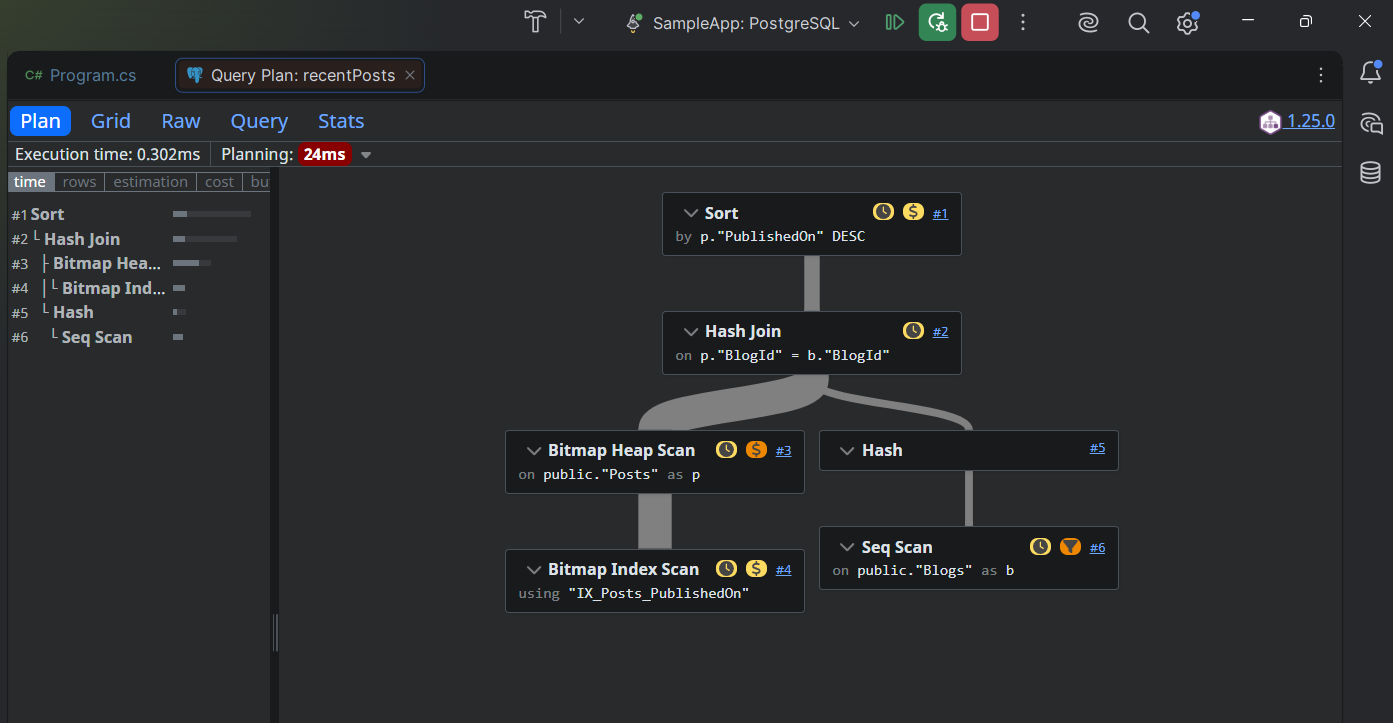 SampleApp: PostgreSQL
C# Program.cs
Query Plan: recentPosts
Plan Grid Raw Query Stats
1.25.0
Execution time: 0.302ms Planning: 24ms
time rows estimation cost bu
#1 Sort
#2 Hash Join
#3 Bitmap Hea...
#4 Bitmap Ind...
#5 Hash
#6 Seq Scan
Sort $ #1
by p."PublishedOn" DESC
Hash Join #2
on p."BlogId" = b."BlogId"
Bitmap Heap Scan $ #3
on public."Posts" as p
Hash #5
Bitmap Index Scan $ #4
using "IX_Posts_PublishedOn"
Seq Scan #6
on public."Blogs" as b